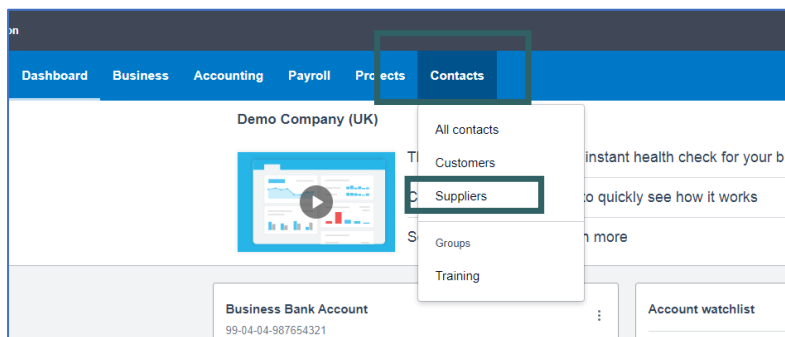 on
Dashboard Business Accounting Payroll Projects Contacts
Demo Company (UK)
All contacts
Customers
Suppliers
Groups
Training
instant health check for your b
to quickly see how it works
n more
Business Bank Account
99-04-04-987654321
Account watchlist